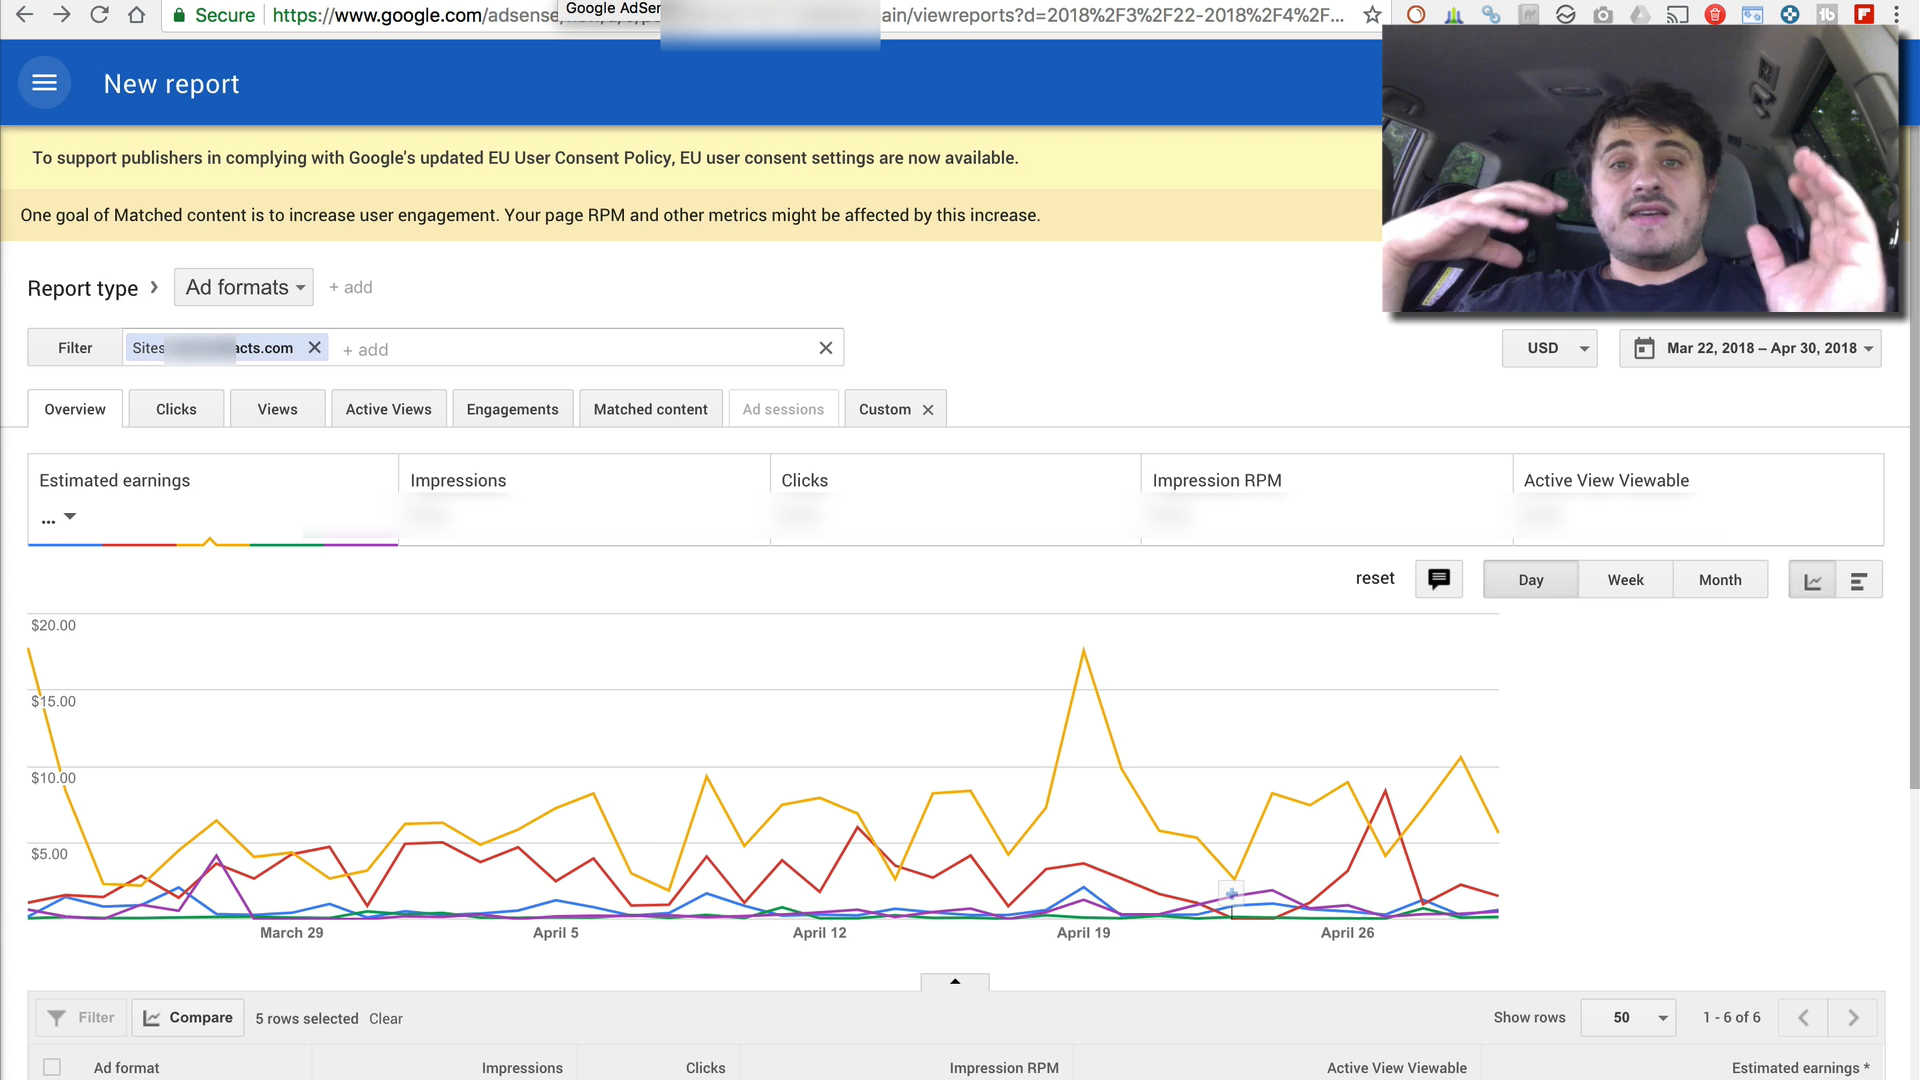 Secure
https://www.google.com/adsense
Google AdSen
ain/viewreports?d=2018%2F3%2F22-2018%2F4%2F...
New report
To support publishers in complying with Google's updated EU User Consent Policy, EU user consent settings are now available.
One goal of Matched content is to increase user engagement. Your page RPM and other metrics might be affected by this increase.
Report type
Ad formats
+ add
Filter
Sites
acts.com
+ add
USD
Mar 22, 2018 – Apr 30, 2018
Overview
Clicks
Views
Active Views
Engagements
Matched content
Ad sessions
Custom
Estimated earnings
Impressions
Clicks
Impression RPM
Active View Viewable
...
reset
Day
Week
Month
$20.00
$15.00
$10.00
$5.00
March 29
April 5
April 12
April 19
April 26
Filter
Compare
5 rows selected
Clear
Show rows
50
1 - 6 of 6
Ad format
Impressions
Clicks
Impression RPM
Active View Viewable
Estimated earnings *